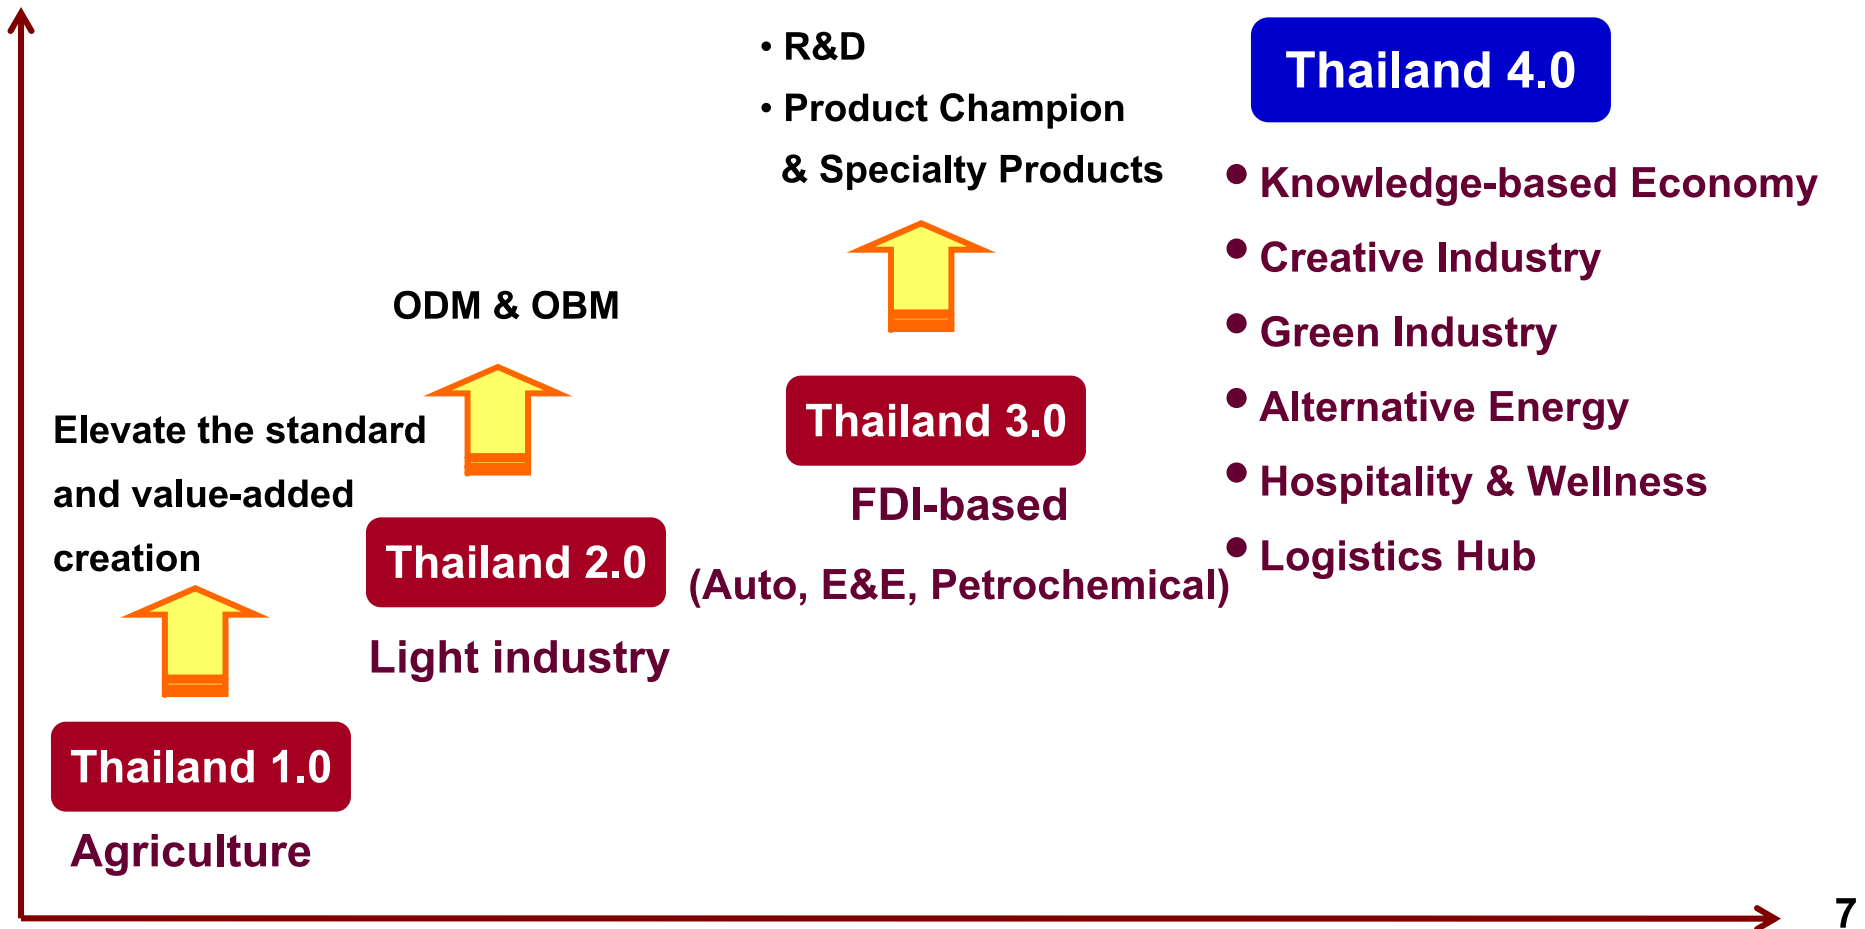 • R&D
• Product Champion
& Specialty Products
Thailand 4.0
• Knowledge-based Economy
• Creative Industry
• Green Industry
• Alternative Energy
• Hospitality & Wellness
• Logistics Hub
ODM & OBM
Thailand 3.0
FDI-based
(Auto, E&E, Petrochemical)
Elevate the standard
and value-added
creation
Thailand 2.0
Light industry
Thailand 1.0
Agriculture
7